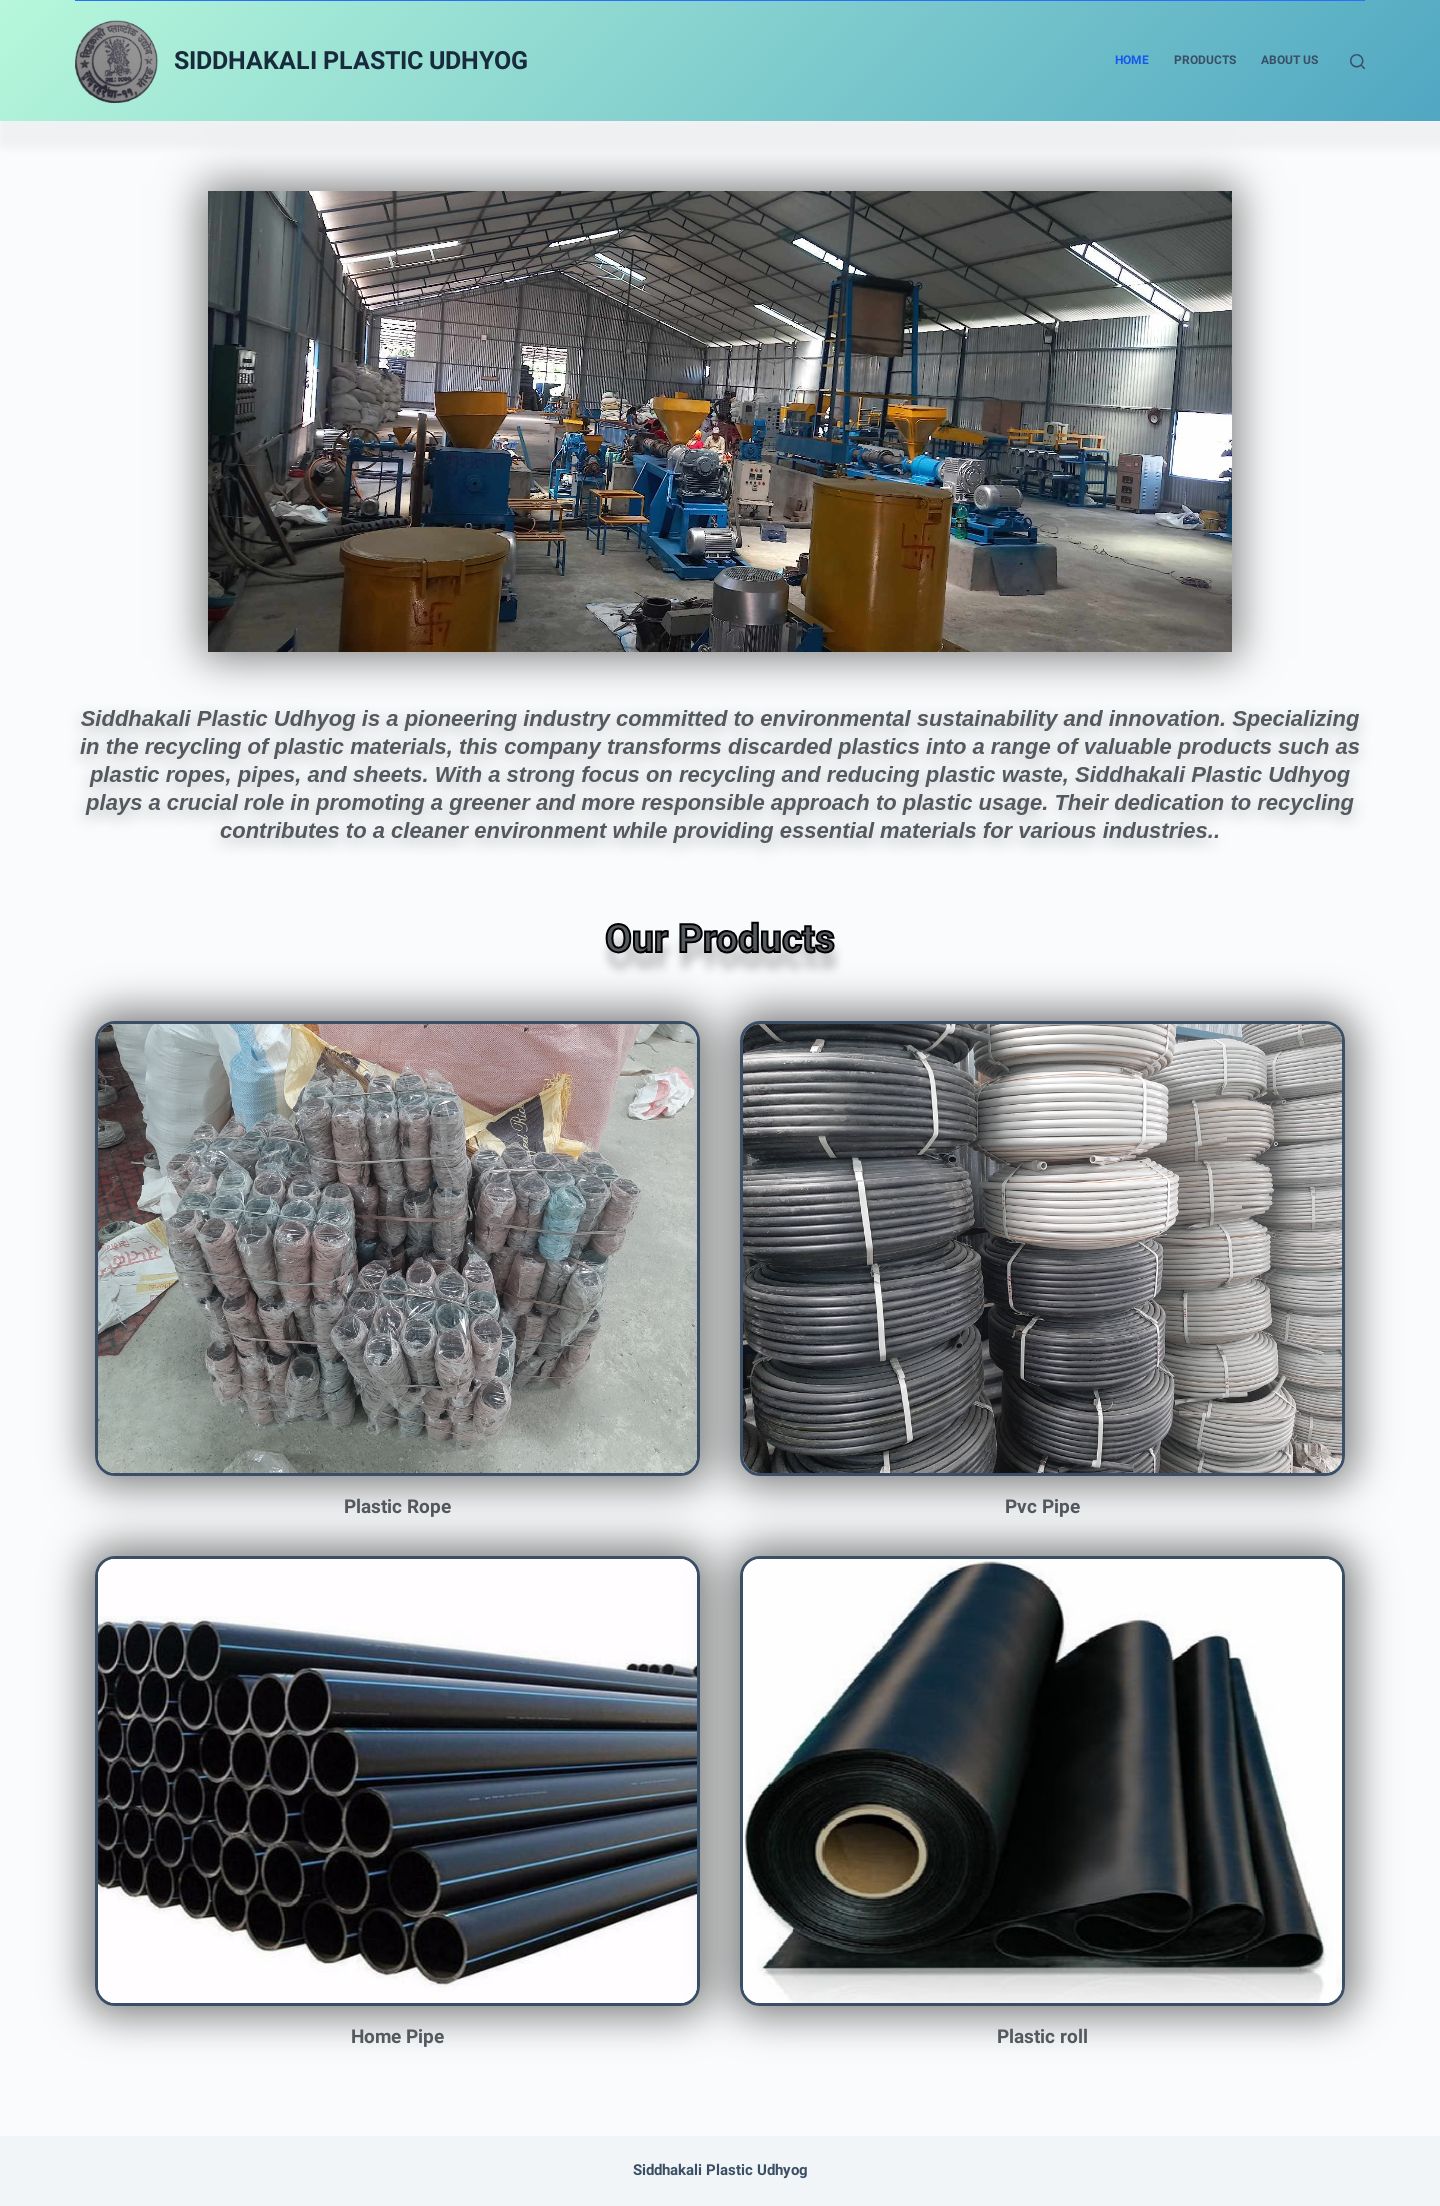 SIDDHAKALI PLASTIC UDHYOG
HOME
PRODUCTS
ABOUT US
Siddhakali Plastic Udhyog is a pioneering industry committed to environmental sustainability and innovation. Specializing
in the recycling of plastic materials, this company transforms discarded plastics into a range of valuable products such as
plastic ropes, pipes, and sheets. With a strong focus on recycling and reducing plastic waste, Siddhakali Plastic Udhyog
plays a crucial role in promoting a greener and more responsible approach to plastic usage. Their dedication to recycling
contributes to a cleaner environment while providing essential materials for various industries..
Our Products
Plastic Rope
Pvc Pipe
Home Pipe
Plastic roll
Siddhakali Plastic Udhyog